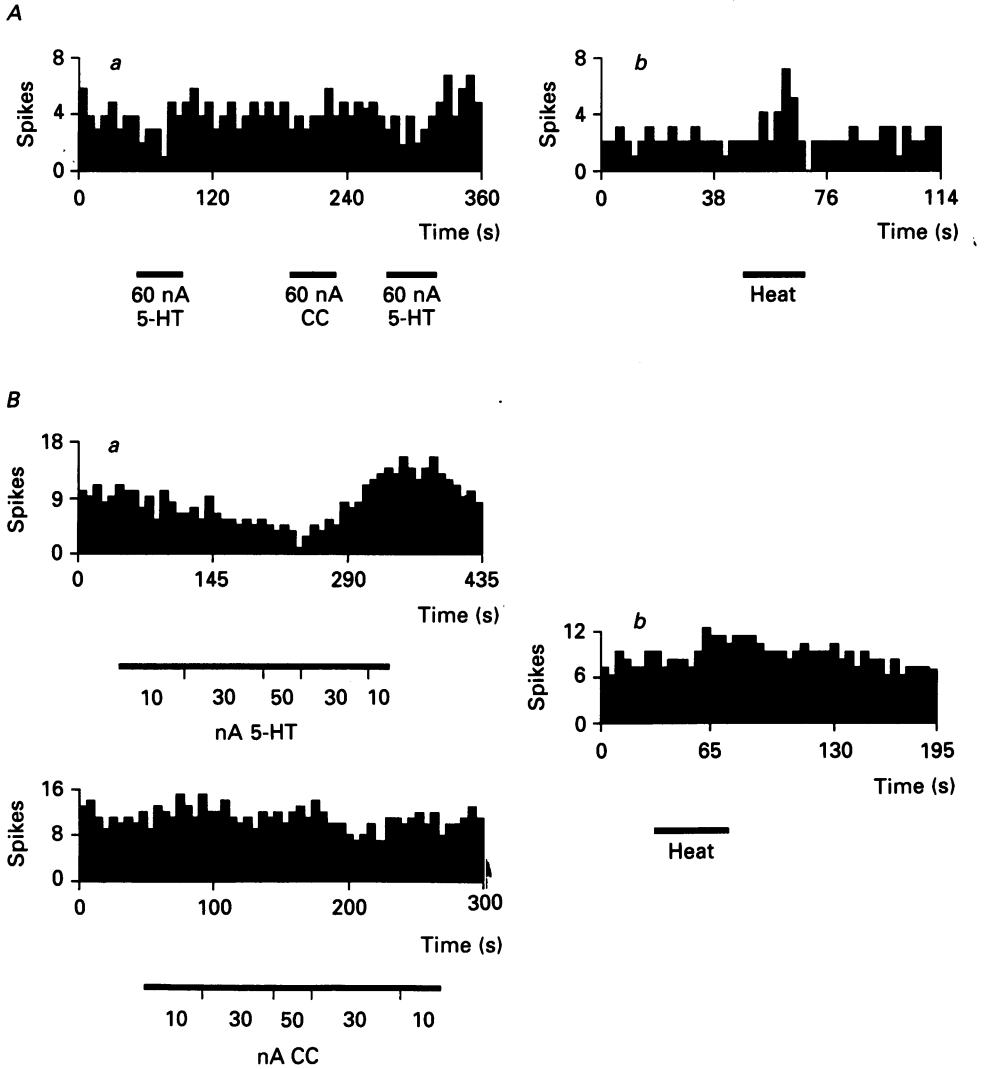 A
a
8
4
0
Spikes
0 120 240 360
Time (s)
60 nA 60 nA 60 nA
5-HT CC 5-HT
b
8
4
0
Spikes
0 38 76 114
Time (s)
Heat
B
a
18
9
0
Spikes
0 145 290 435
Time (s)
10 30 50 30 10
nA 5-HT
16
8
0
Spikes
0 100 200 300
Time (s)
10 30 50 30 10
nA CC
b
12
6
0
Spikes
0 65 130 195
Time (s)
Heat